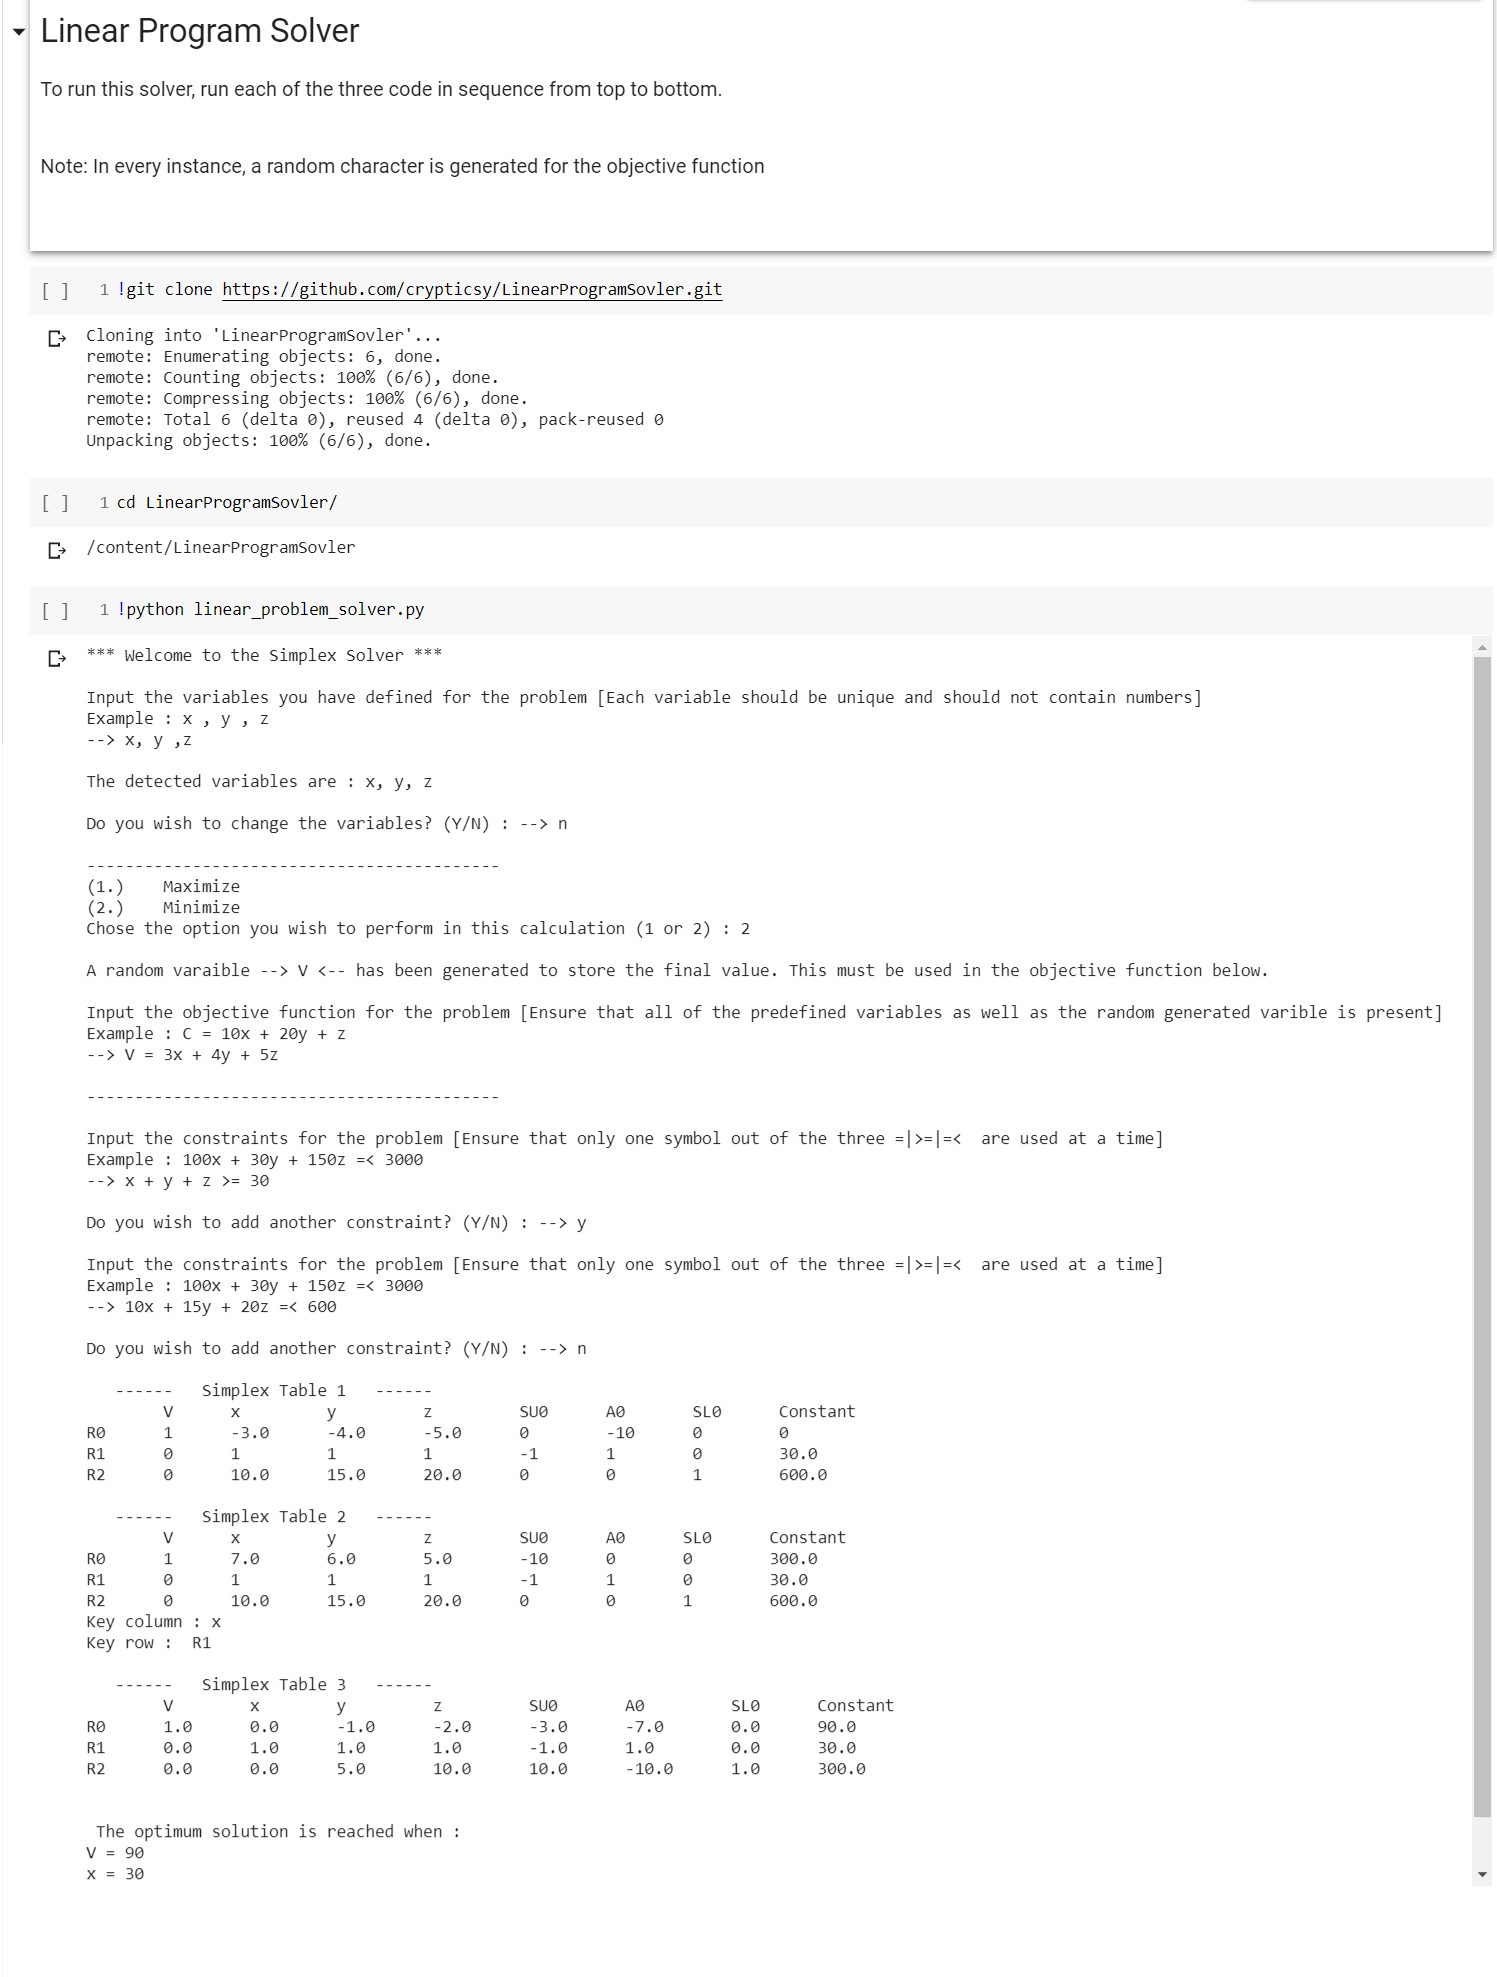 Linear Program Solver
To run this solver, run each of the three code in sequence from top to bottom.
Note: In every instance, a random character is generated for the objective function
[ ] 1 !git clone https://github.com/crypticsy/LinearProgramSovler.git
Cloning into 'LinearProgramSovler'...
remote: Enumerating objects: 6, done.
remote: Counting objects: 100% (6/6), done.
remote: Compressing objects: 100% (6/6), done.
remote: Total 6 (delta 0), reused 4 (delta 0), pack-reused 0
Unpacking objects: 100% (6/6), done.
[ ] 1 cd LinearProgramSovler/
/content/LinearProgramSovler
[ ] 1 !python linear_problem_solver.py
*** Welcome to the Simplex Solver ***
Input the variables you have defined for the problem [Each variable should be unique and should not contain numbers]
Example : x , y , z
--> x, y ,z
The detected variables are : x, y, z
Do you wish to change the variables? (Y/N) : --> n
-------------------------------------------
(1.) Maximize
(2.) Minimize
Chose the option you wish to perform in this calculation (1 or 2) : 2
A random varaible --> V <-- has been generated to store the final value. This must be used in the objective function below.
Input the objective function for the problem [Ensure that all of the predefined variables as well as the random generated varible is present]
Example : C = 10x + 20y + z
--> V = 3x + 4y + 5z
-------------------------------------------
Input the constraints for the problem [Ensure that only one symbol out of the three =|>=|=< are used at a time]
Example : 100x + 30y + 150z =< 3000
--> x + y + z >= 30
Do you wish to add another constraint? (Y/N) : --> y
Input the constraints for the problem [Ensure that only one symbol out of the three =|>=|=< are used at a time]
Example : 100x + 30y + 150z =< 3000
--> 10x + 15y + 20z =< 600
Do you wish to add another constraint? (Y/N) : --> n
------ Simplex Table 1 ------
V x y z SU0 A0 SL0 Constant
R0 1 -3.0 -4.0 -5.0 0 -10 0 0
R1 0 1 1 1 -1 1 0 30.0
R2 0 10.0 15.0 20.0 0 0 1 600.0
------ Simplex Table 2 ------
V x y z SU0 A0 SL0 Constant
R0 1 7.0 6.0 5.0 -10 0 0 300.0
R1 0 1 1 1 -1 1 0 30.0
R2 0 10.0 15.0 20.0 0 0 1 600.0
Key column : x
Key row : R1
------ Simplex Table 3 ------
V x y z SU0 A0 SL0 Constant
R0 1.0 0.0 -1.0 -2.0 -3.0 -7.0 0.0 90.0
R1 0.0 1.0 1.0 1.0 -1.0 1.0 0.0 30.0
R2 0.0 0.0 5.0 10.0 10.0 -10.0 1.0 300.0
The optimum solution is reached when :
V = 90
x = 30